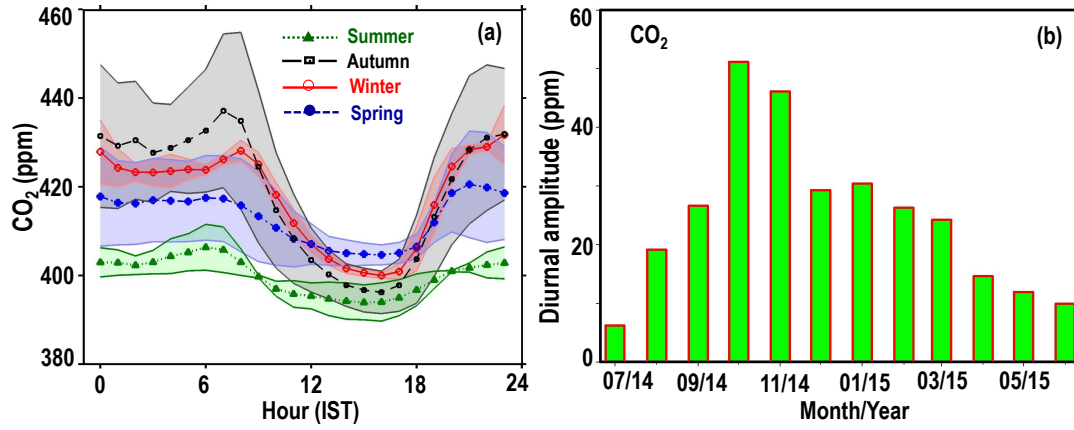 460
440
420
400
380
CO2 (ppm)
(a)
Summer
Autumn
Winter
Spring
0 6 12 18 24
Hour (IST)
60
40
20
0
Diurnal amplitude (ppm)
CO2
(b)
07/14 09/14 11/14 01/15 03/15 05/15
Month/Year